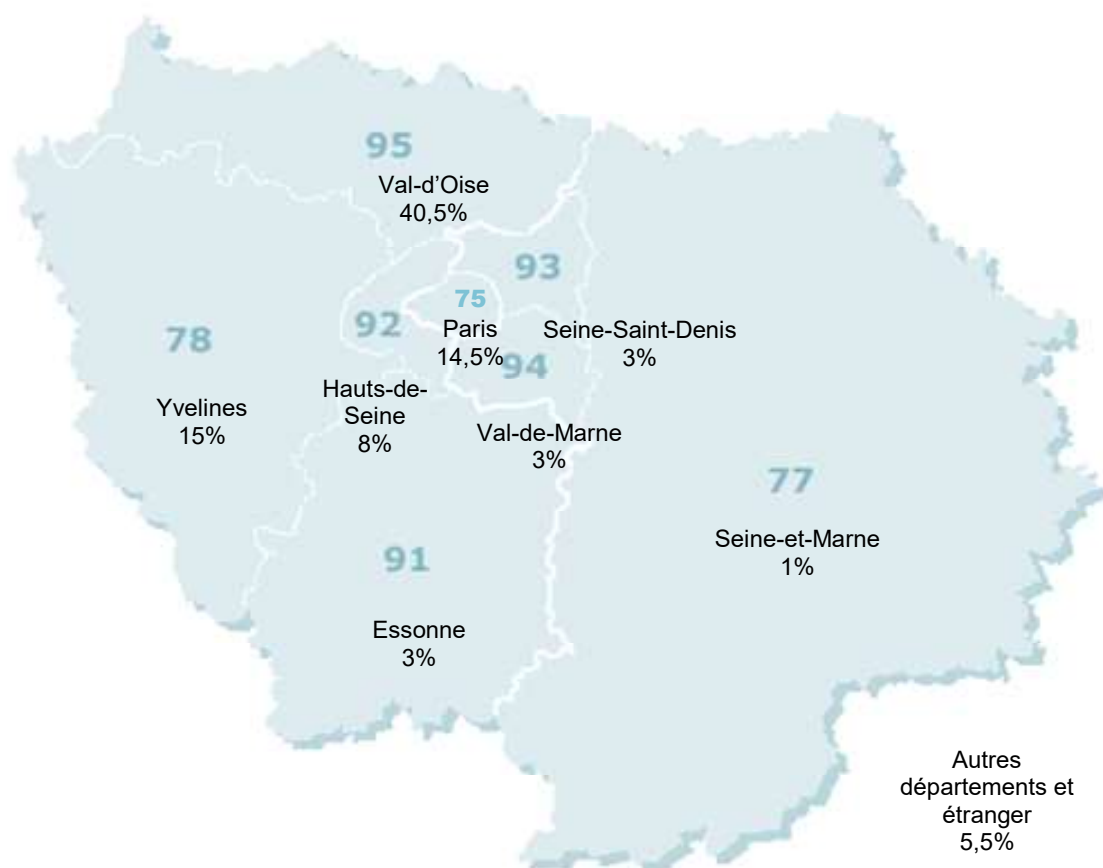 95
Val-d'Oise
40,5%
93
75
Paris
14,5%
92
94
Seine-Saint-Denis
3%
78
Yvelines
15%
Hauts-de-
Seine
8%
Val-de-Marne
3%
77
Seine-et-Marne
1%
91
Essonne
3%
Autres
départements et
étranger
5,5%